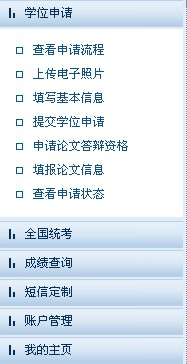 学位申请
查看申请流程
上传电子照片
填写基本信息
提交学位申请
申请论文答辩资格
填报论文信息
查看申请状态
全国统考
成绩查询
短信定制
账户管理
我的主页